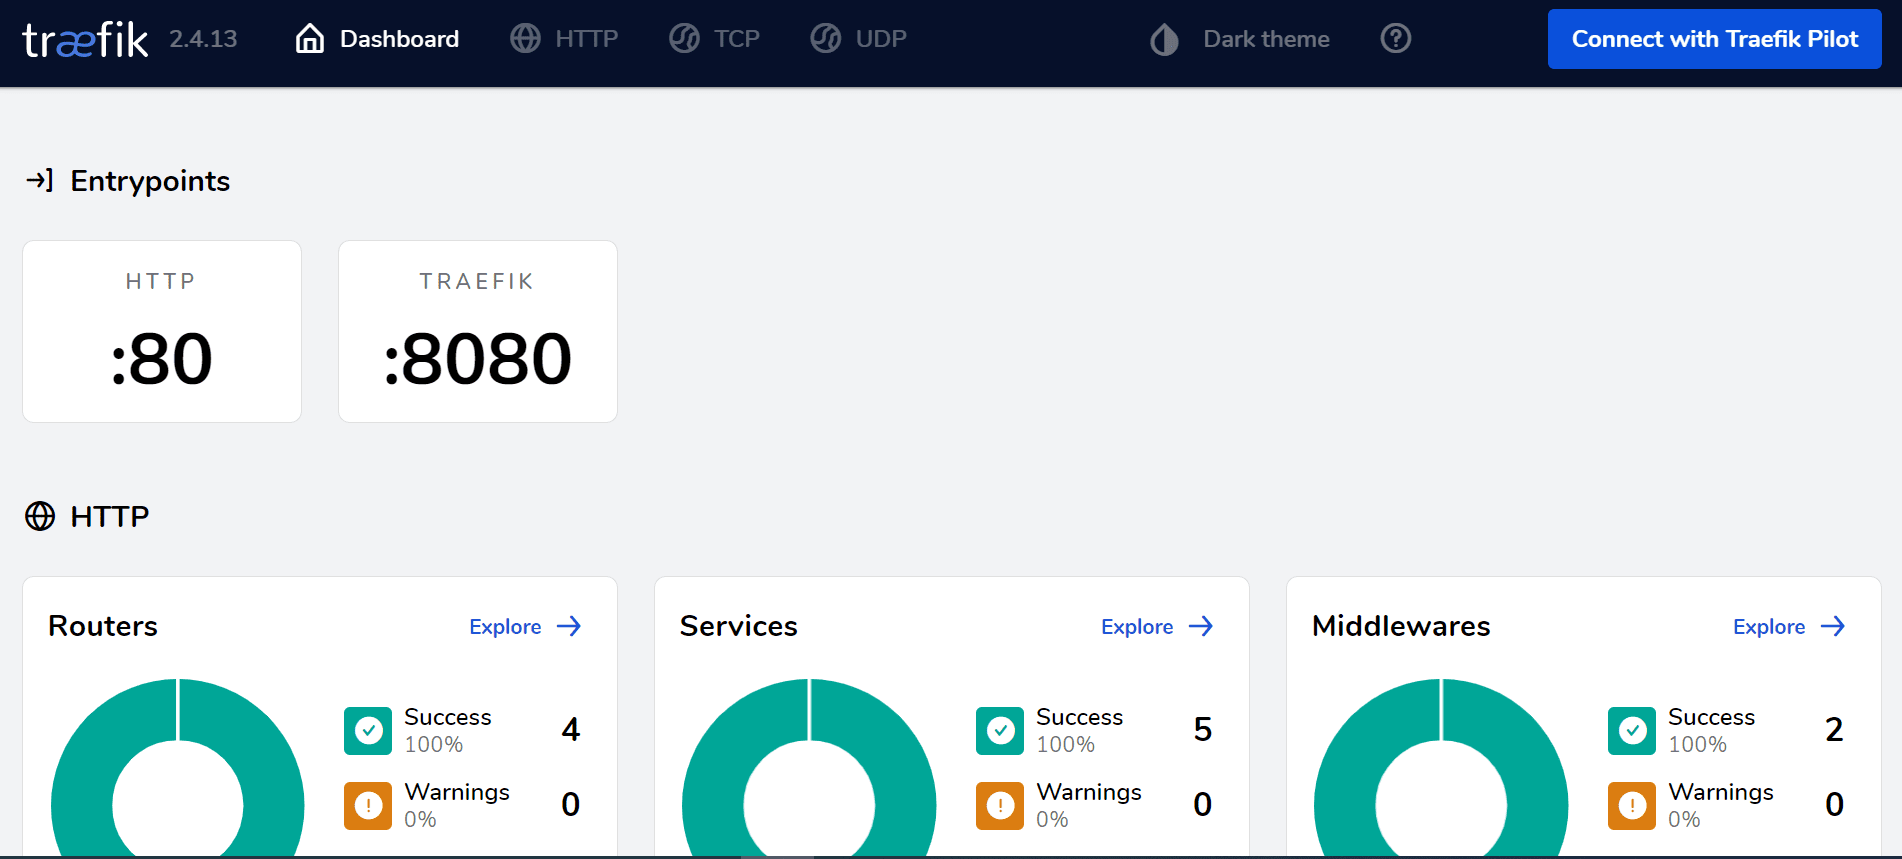 træfik 2.4.13 Dashboard HTTP TCP UDP Dark theme Connect with Traefik Pilot
Entrypoints
HTTP
:80
TRAEFIK
:8080
HTTP
Routers Explore
Success 4
100%
Warnings 0
0%
Services Explore
Success 5
100%
Warnings 0
0%
Middlewares Explore
Success 2
100%
Warnings 0
0%